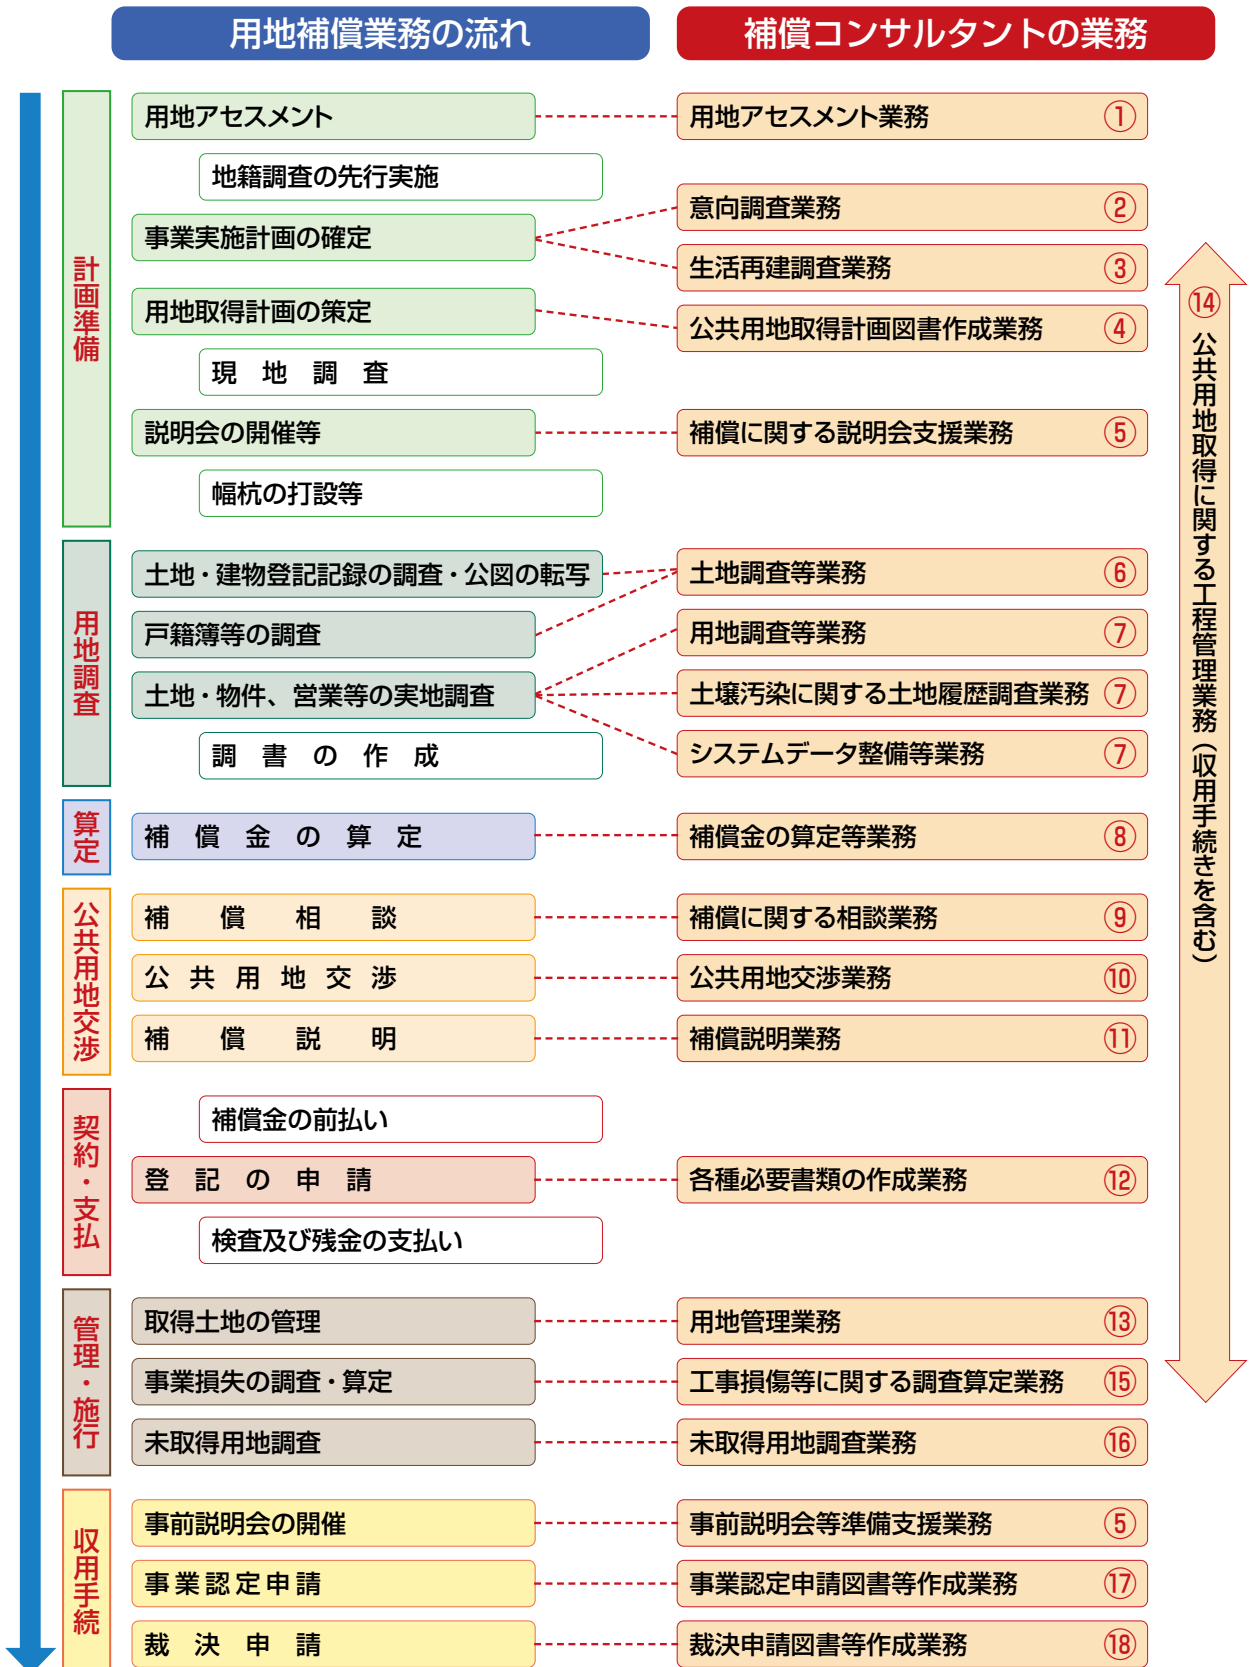 用地補償業務の流れ
補償コンサルタントの業務
計画準備
用地アセスメント
用地アセスメント業務 ①
地籍調査の先行実施
意向調査業務 ②
事業実施計画の確定
生活再建調査業務 ③
用地取得計画の策定
公共用地取得計画図書作成業務 ④
現地調査
説明会の開催等
補償に関する説明会支援業務 ⑤
幅杭の打設等
用地調査
土地・建物登記記録の調査・公図の転写
土地調査等業務 ⑥
戸籍簿等の調査
用地調査等業務 ⑦
土地・物件、営業等の実地調査
土壌汚染に関する土地履歴調査業務 ⑦
調書の作成
システムデータ整備等業務 ⑦
算定
補償金の算定
補償金の算定等業務 ⑧
公共用地交渉
補償相談
補償に関する相談業務 ⑨
公共用地交渉
公共用地交渉業務 ⑩
補償説明
補償説明業務 ⑪
契約・支払
補償金の前払い
登記の申請
各種必要書類の作成業務 ⑫
検査及び残金の支払い
管理・施行
取得土地の管理
用地管理業務 ⑬
事業損失の調査・算定
工事損傷等に関する調査算定業務 ⑮
未取得用地調査
未取得用地調査業務 ⑯
収用手続
事前説明会の開催
事前説明会等準備支援業務 ⑤
事業認定申請
事業認定申請図書等作成業務 ⑰
裁決申請
裁決申請図書等作成業務 ⑱
⑭ 公共用地取得に関する工程管理業務（収用手続きを含む）